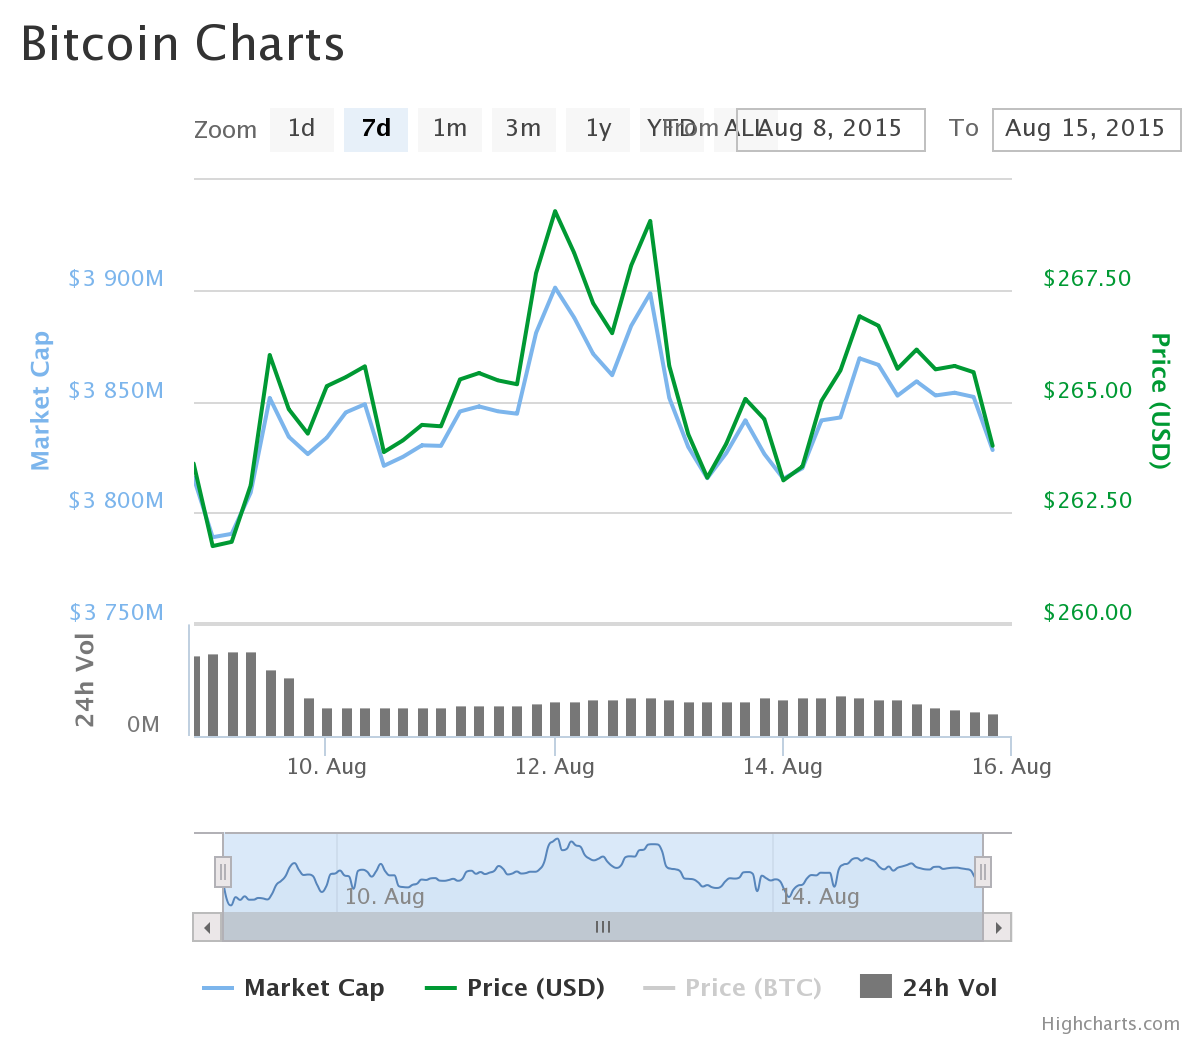 Bitcoin Charts
Zoom 1d 7d 1m 3m 1y YTD From ALL Aug 8, 2015 To Aug 15, 2015
$3 900M
$267.50
Market Cap
Price (USD)
$3 850M
$265.00
$3 800M
$262.50
$3 750M
$260.00
24h Vol
0M
10. Aug 12. Aug 14. Aug 16. Aug
10. Aug 14. Aug
Market Cap Price (USD) Price (BTC) 24h Vol
Highcharts.com